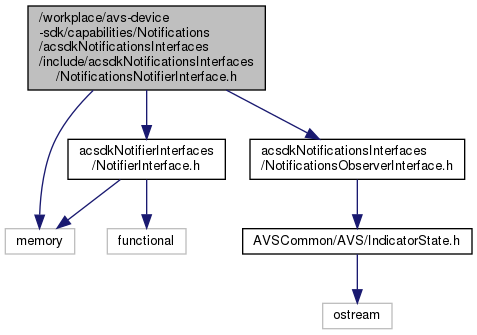 /workplace/avs-device
-sdk/capabilities/Notifications
/acsdkNotificationsInterfaces
/include/acsdkNotificationsInterfaces
/NotificationsNotifierInterface.h
acsdkNotifierInterfaces
/NotifierInterface.h
acsdkNotificationsInterfaces
/NotificationsObserverInterface.h
memory
functional
AVSCommon/AVS/IndicatorState.h
ostream